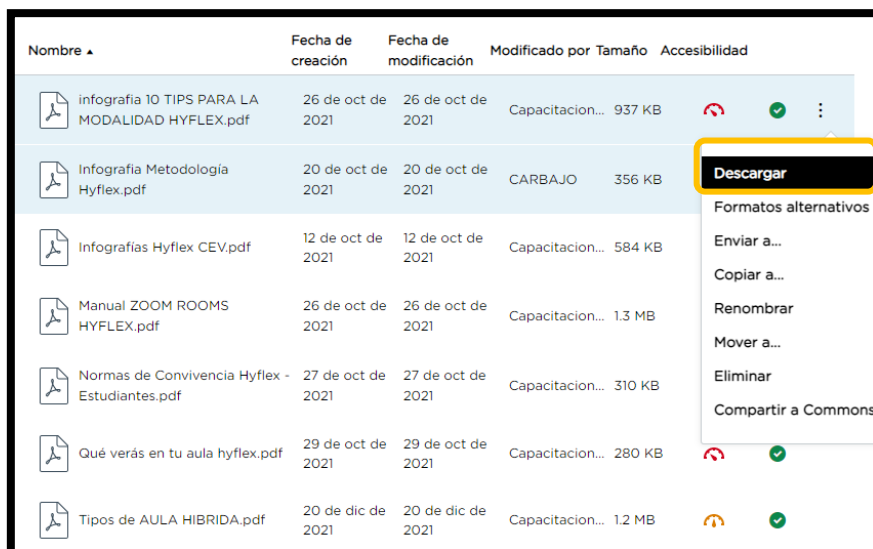 Nombre
Fecha de creación
Fecha de modificación
Modificado por
Tamaño
Accesibilidad
infografia 10 TIPS PARA LA MODALIDAD HYFLEX.pdf
26 de oct de 2021
26 de oct de 2021
Capacitacion...
937 KB
Infografia Metodología Hyflex.pdf
20 de oct de 2021
20 de oct de 2021
CARBAJO
356 KB
Infografías Hyflex CEV.pdf
12 de oct de 2021
12 de oct de 2021
Capacitacion...
584 KB
Manual ZOOM ROOMS HYFLEX.pdf
26 de oct de 2021
26 de oct de 2021
Capacitacion...
1.3 MB
Normas de Convivencia Hyflex - Estudiantes.pdf
27 de oct de 2021
27 de oct de 2021
Capacitacion...
310 KB
Qué verás en tu aula hyflex.pdf
29 de oct de 2021
29 de oct de 2021
Capacitacion...
280 KB
Tipos de AULA HIBRIDA.pdf
20 de dic de 2021
20 de dic de 2021
Capacitacion...
1.2 MB
Descargar
Formatos alternativos
Enviar a...
Copiar a...
Renombrar
Mover a...
Eliminar
Compartir a Commons